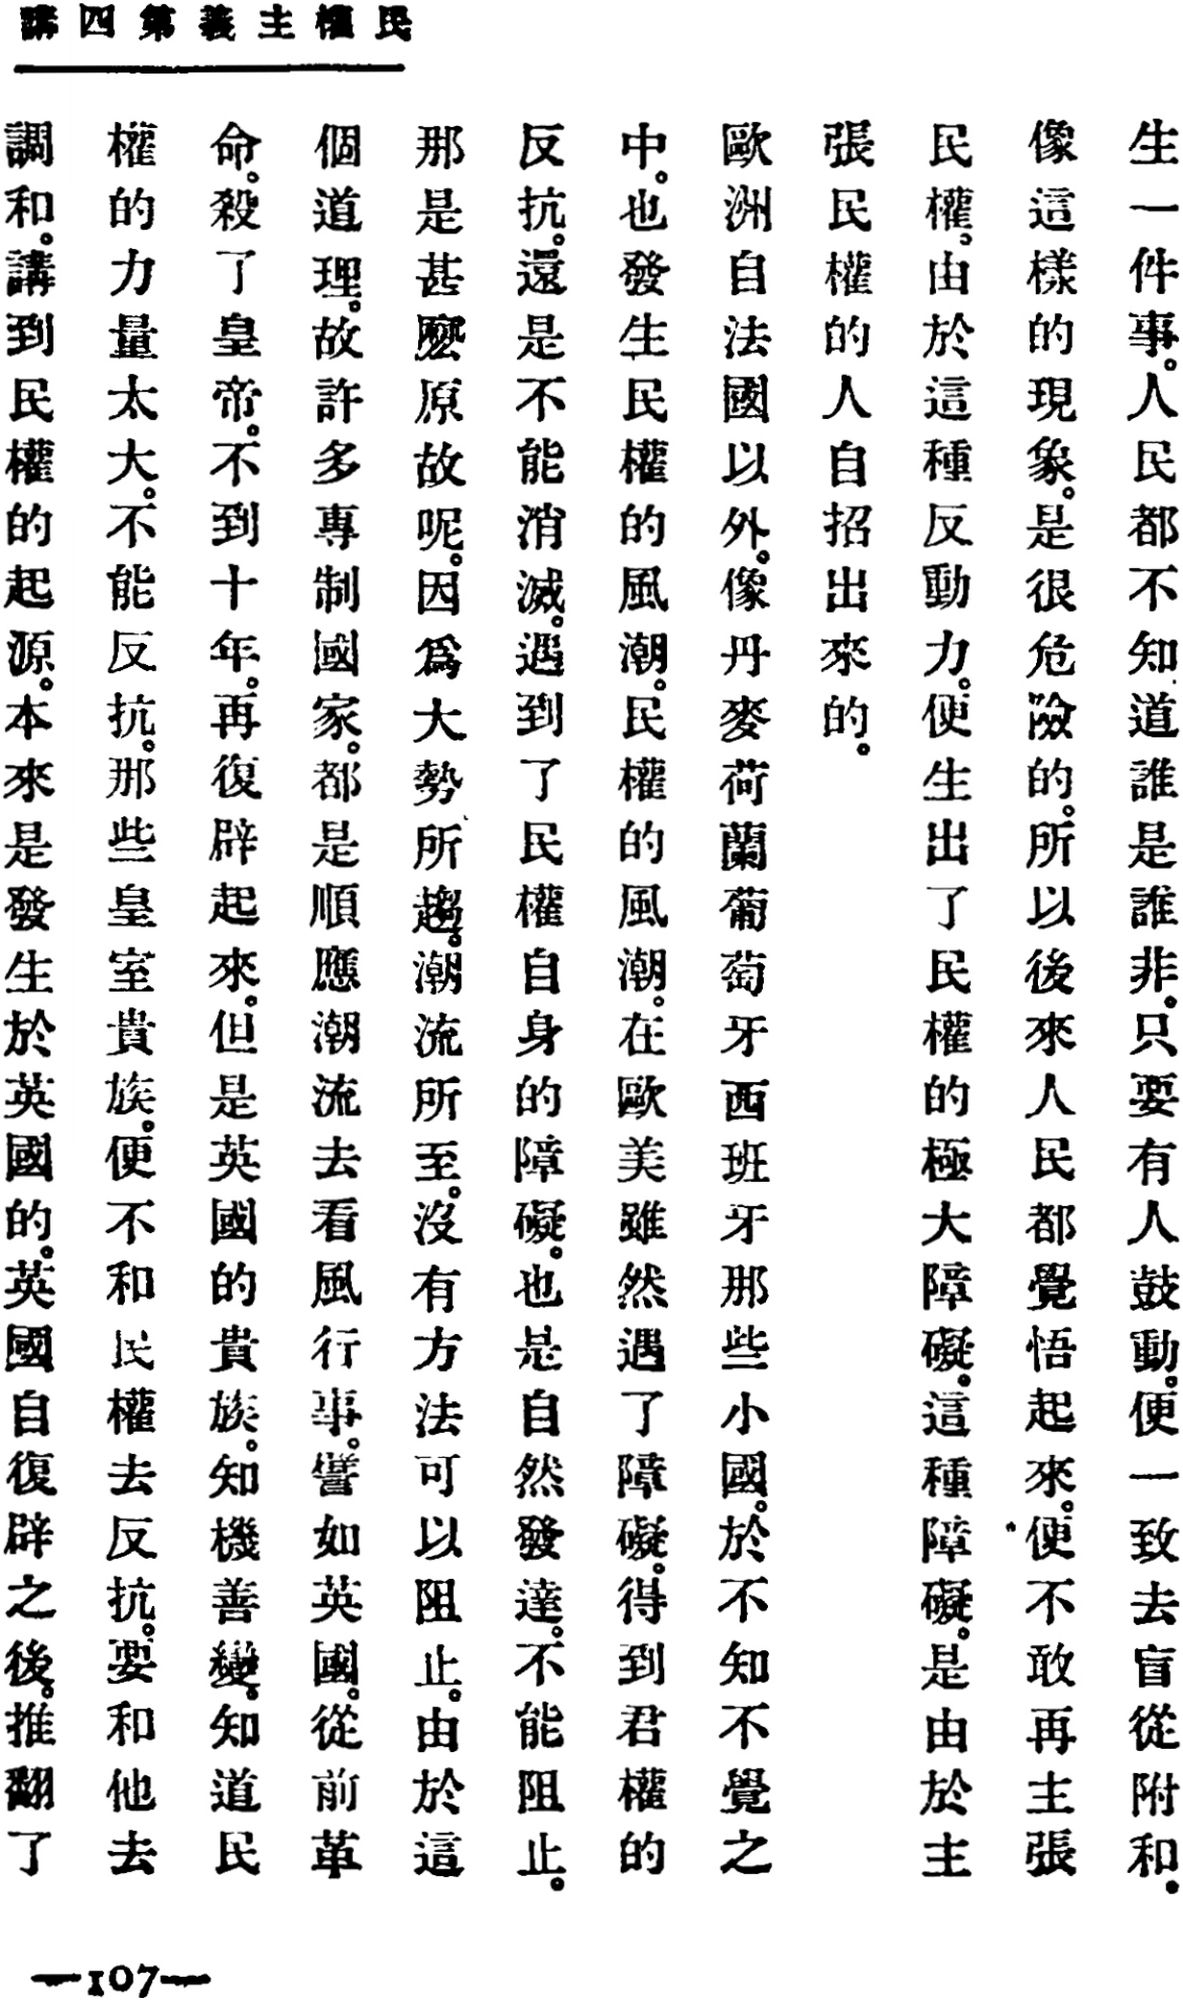 民權主義第四講
生一件事。人民都不知道誰是誰非。只要有人鼓動。便一致去盲從附和。
像這樣的現象。是很危險的。所以後來人民都覺悟起來。便不敢再主張
民權。由於這種反動力。便生出了民權的極大障礙。這種障礙。是由於主
張民權的人自招出來的。
歐洲自法國以外。像丹麥荷蘭葡萄牙西班牙那些小國。於不知不覺之
中。也發生民權的風潮。民權的風潮。在歐美雖然遇了障礙。得到君權的
反抗。還是不能消滅。遇到了民權自身的障礙。也是自然發達。不能阻止。
那是甚麼原故呢。因爲大勢所趨。潮流所至。沒有方法可以阻止。由於這
個道理。故許多專制國家。都是順應潮流去看風行事。譬如英國。從前革
命。殺了皇帝。不到十年。再復辟起來。但是英國的貴族。知機善變。知道民
權的力量太大。不能反抗。那些皇室貴族。便不和民權去反抗。要和他去
調和。講到民權的起源。本來是發生於英國的。英國自復辟之後。推翻了
—107—